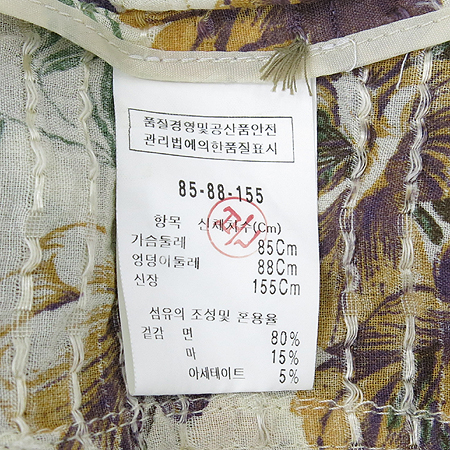 품질경영및공산품안전
관리법에의한품질표시
85-88-155
항목 신체치수(Cm)
가슴둘레 85Cm
엉덩이둘레 88Cm
신장 155Cm
섬유의 조성및 혼용율
겉감 면 80%
마 15%
아세테이트 5%